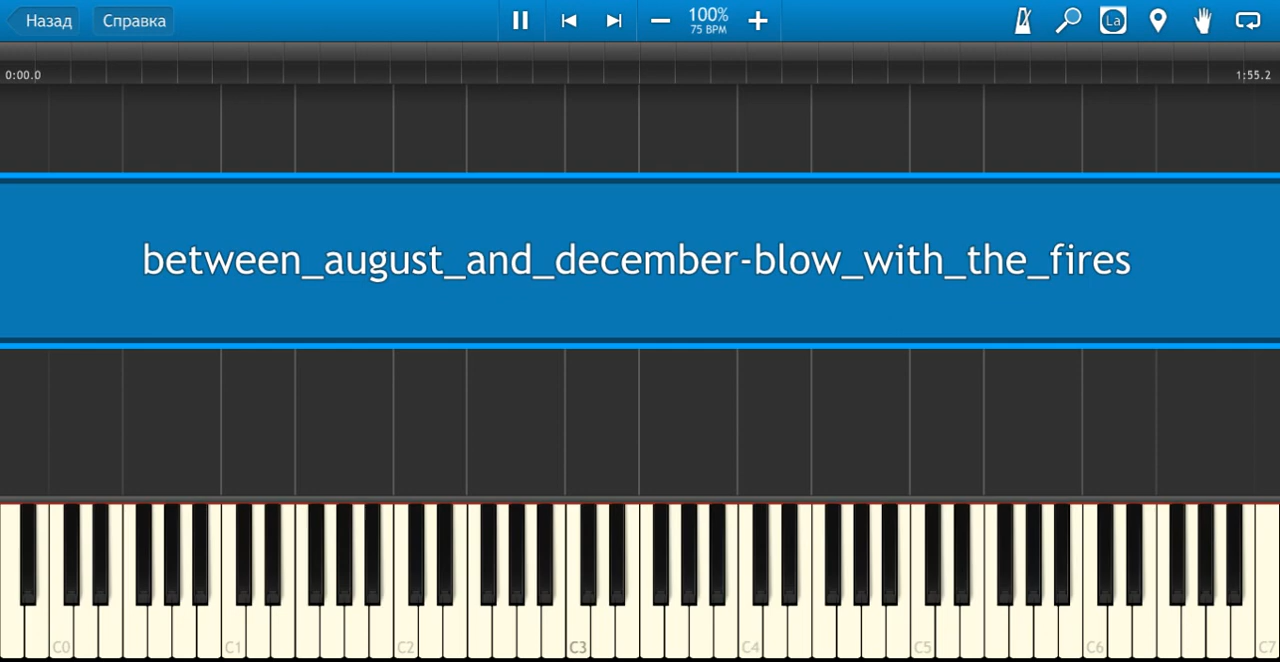 Назад Справка 100% La
75 BPM
0:00.0 1:55.2
between_august_and_december-blow_with_the_fires
C0 C1 C2 C3 C4 C5 C6 C7